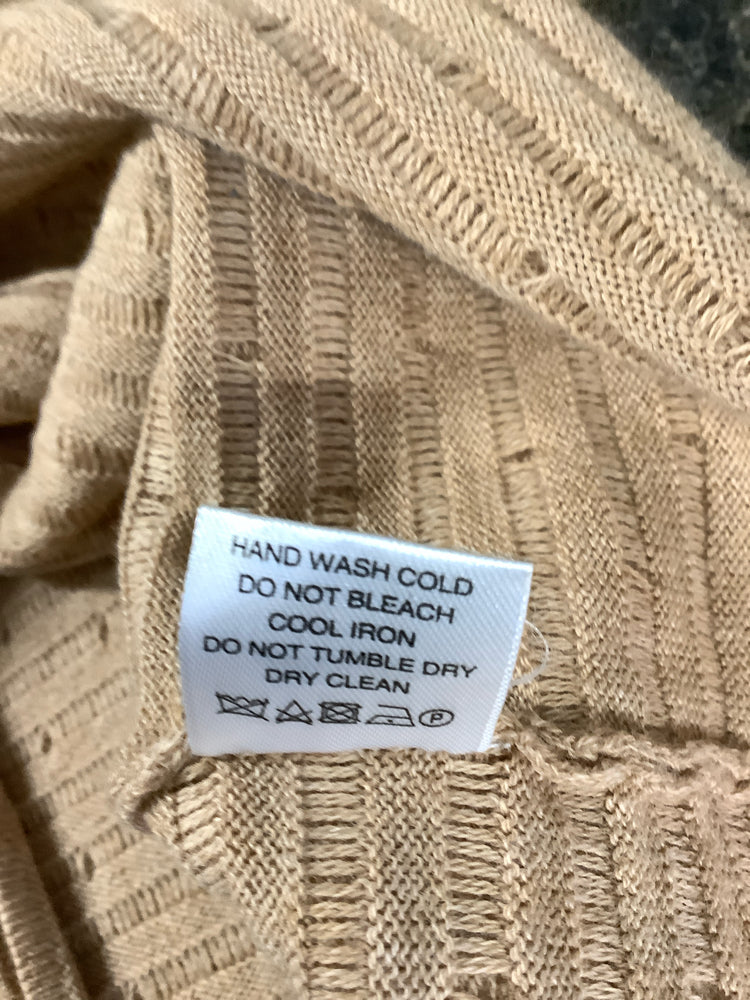 HAND WASH COLD
DO NOT BLEACH
COOL IRON
DO NOT TUMBLE DRY
DRY CLEAN
P